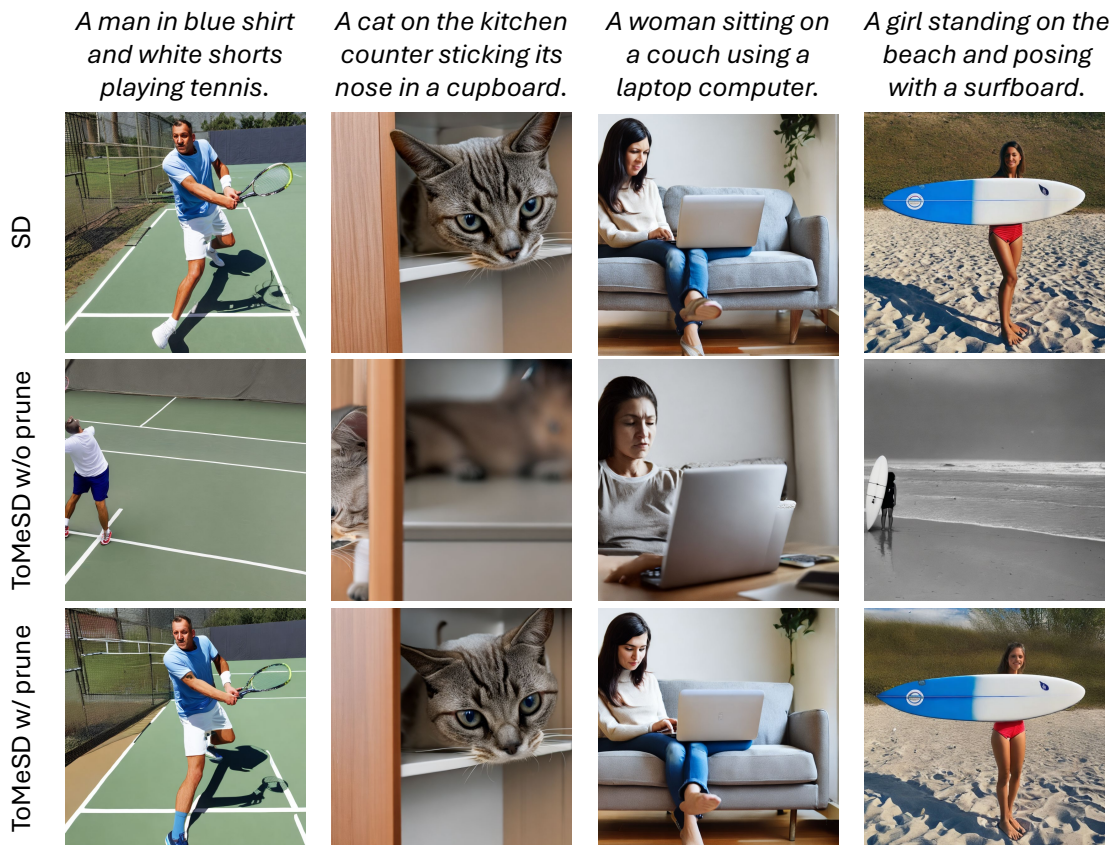 A man in blue shirt
and white shorts
playing tennis.
A cat on the kitchen
counter sticking its
nose in a cupboard.
A woman sitting on
a couch using a
laptop computer.
A girl standing on the
beach and posing
with a surfboard.
SD
ToMeSD w/o prune
ToMeSD w/ prune